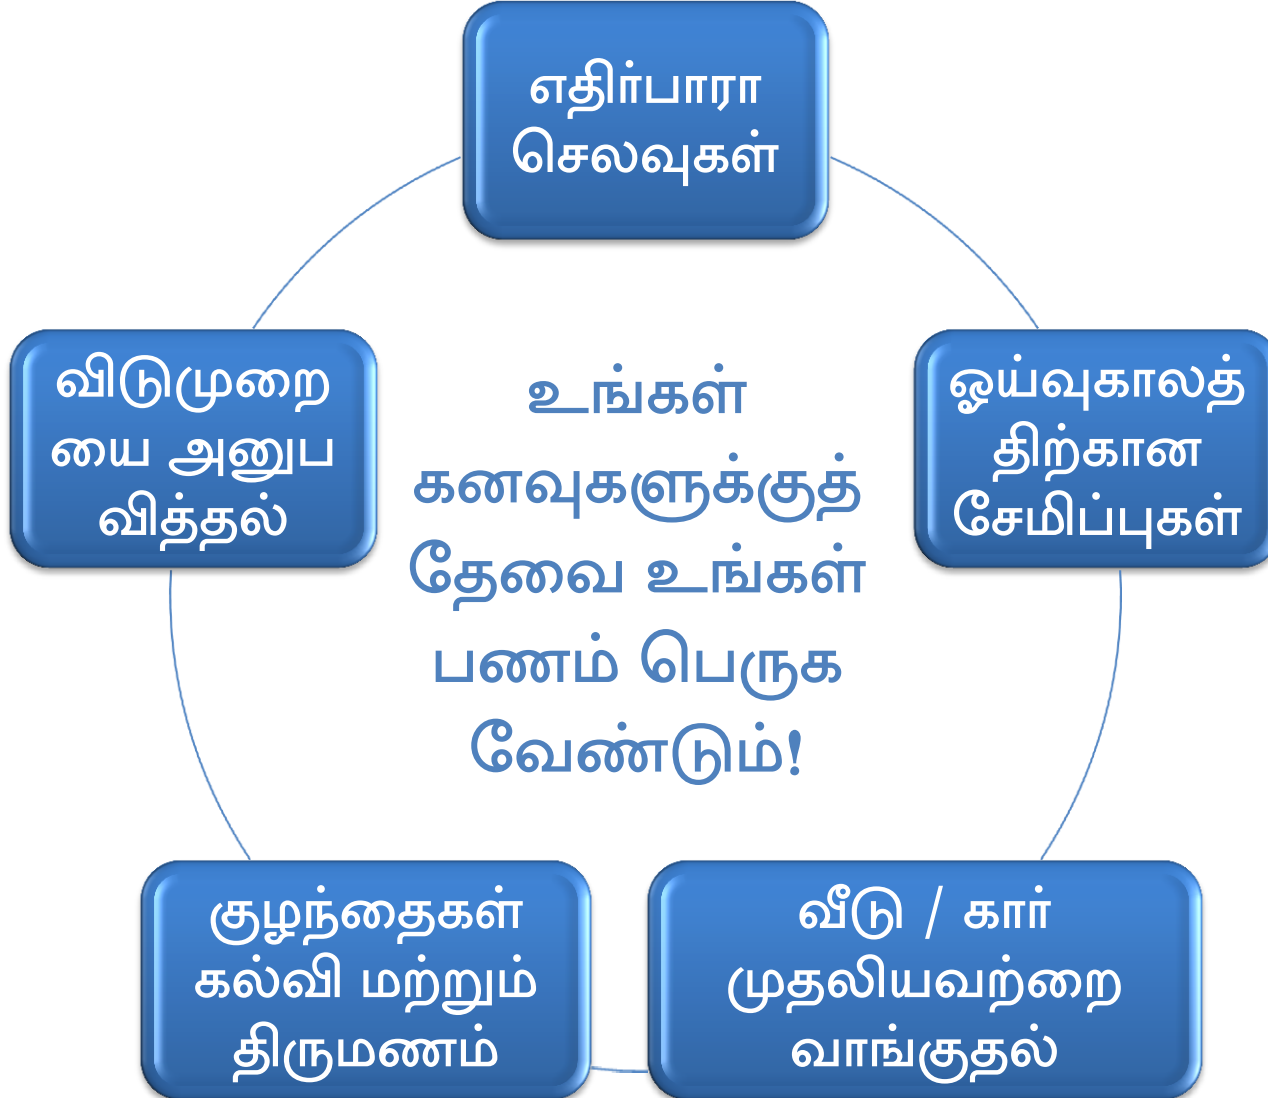 எதிர்பாரா
செலவுகள்
விடுமுறை
யை அனுப
வித்தல்
உங்கள்
கனவுகளுக்குத்
தேவை உங்கள்
பணம் பெருக
வேண்டும்!
ஓய்வுகாலத்
திற்கான
சேமிப்புகள்
குழந்தைகள்
கல்வி மற்றும்
திருமணம்
வீடு / கார்
முதலியவற்றை
வாங்குதல்